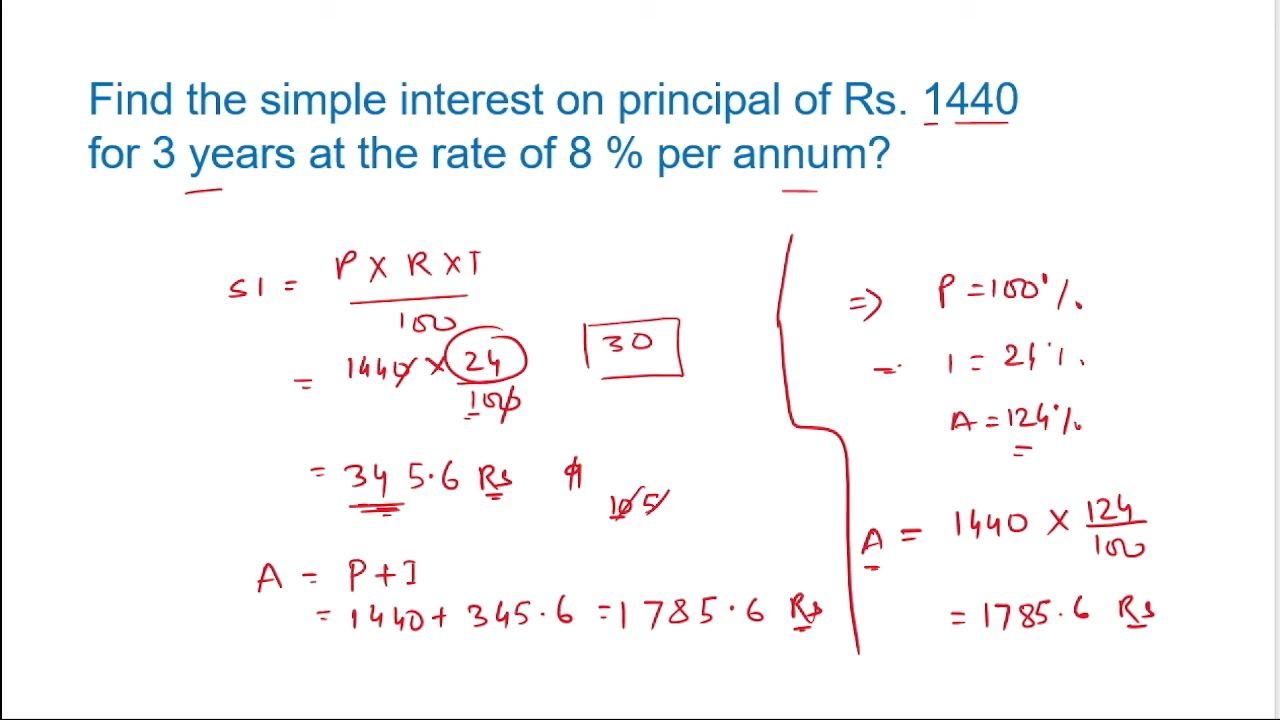 Find the simple interest on principal of Rs. 1440
for 3 years at the rate of 8 % per annum?
SI = P X R X T
100
= 1440 X 24
100
30
= 345.6 Rs
105
A = P+I
= 1440 + 345.6 = 1785.6 Rs
=> P = 100%
I = 24%
A = 124%
A = 1440 X 124
100
= 1785.6 Rs